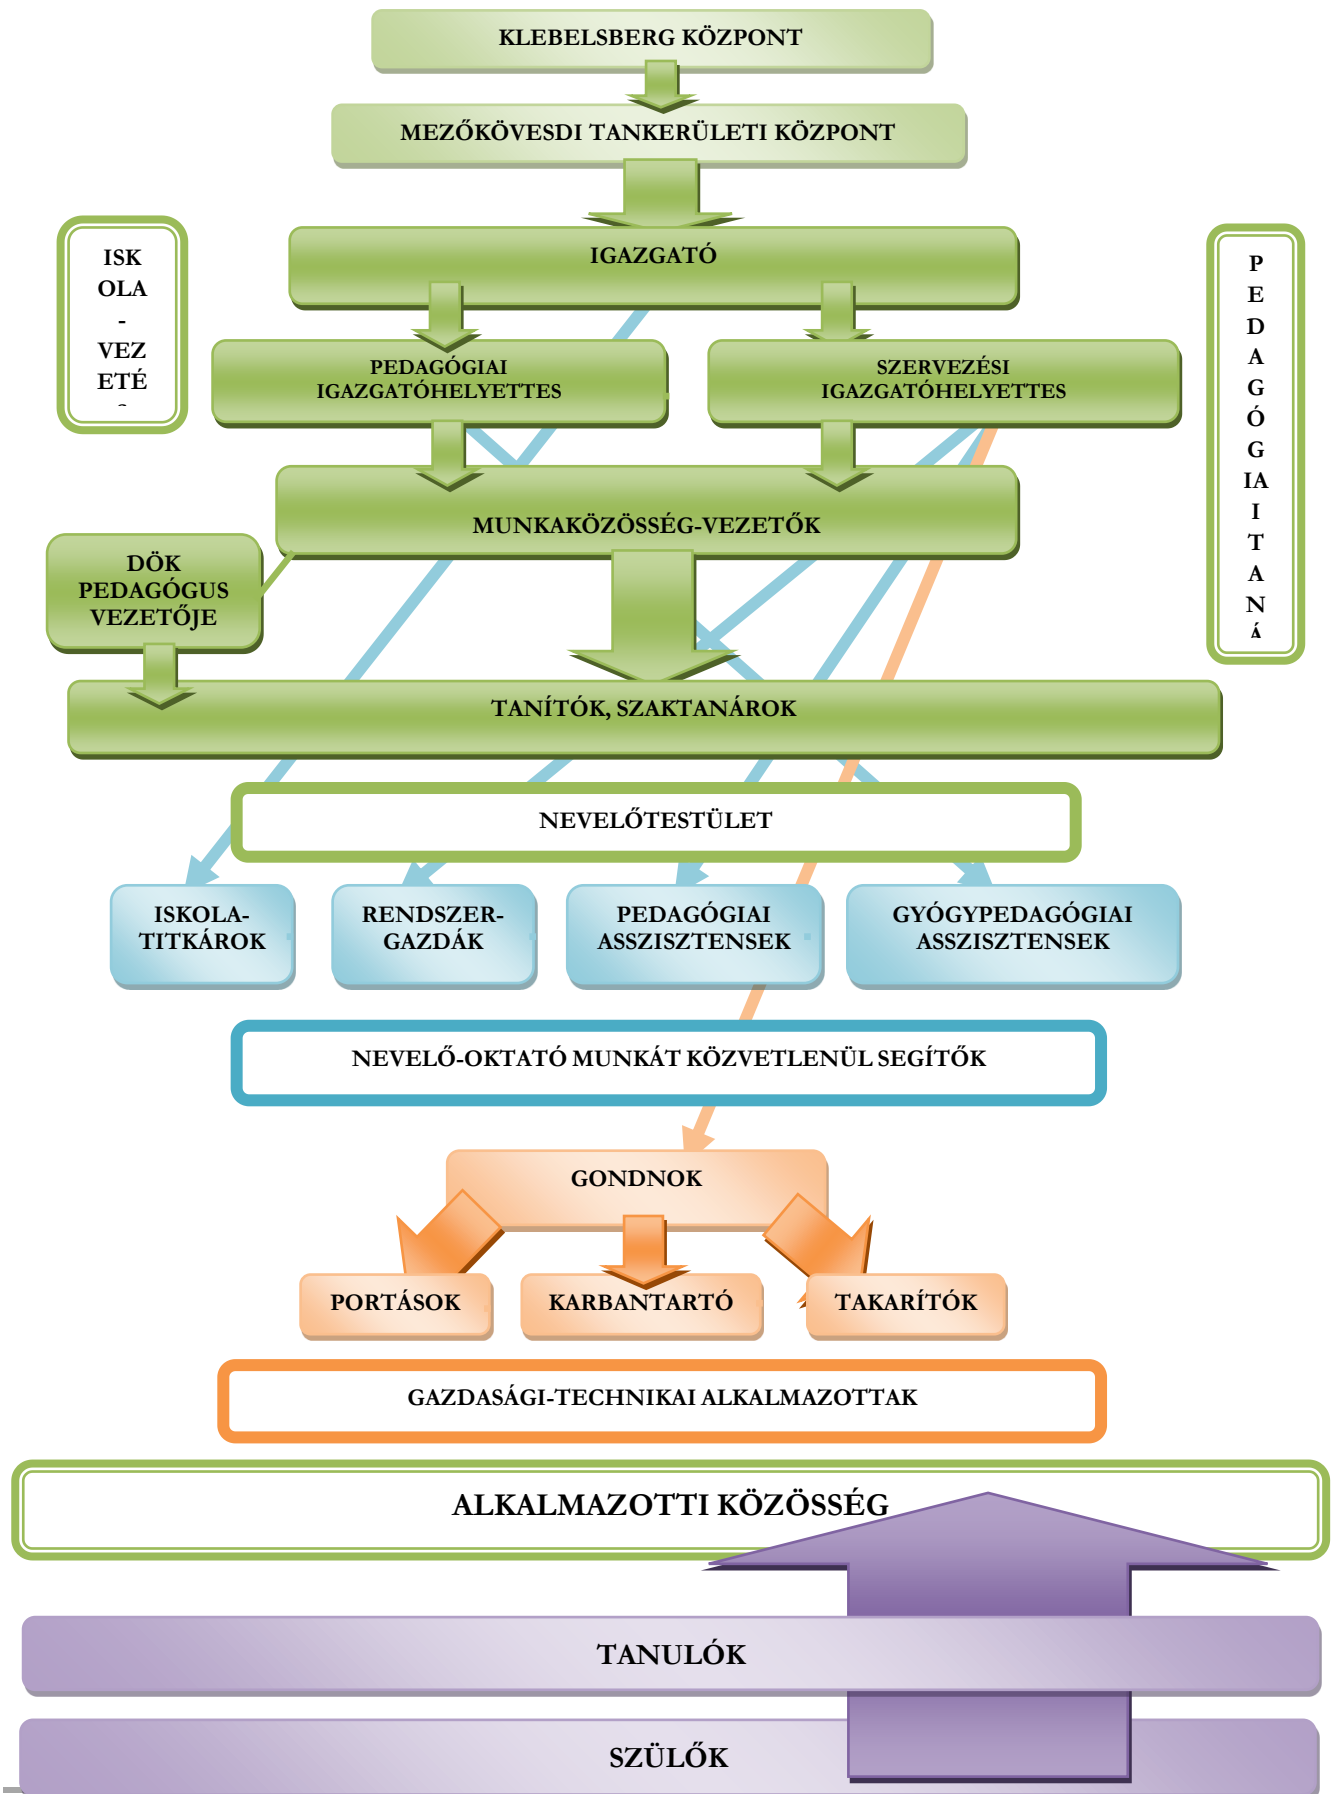 KLEBELSBERG KÖZPONT
MEZŐKÖVESDI TANKERÜLETI KÖZPONT
ISK
OLA
-
VEZ
ETÉ
IGAZGATÓ
P
E
D
A
G
Ó
G
IA
I
T
A
N
Á
PEDAGÓGIAI
IGAZGATÓHELYETTES
SZERVEZÉSI
IGAZGATÓHELYETTES
MUNKAKÖZÖSSÉG-VEZETŐK
DÖK
PEDAGÓGUS
VEZETŐJE
TANÍTÓK, SZAKTANÁROK
NEVELŐTESTÜLET
ISKOLA-
TITKÁROK
RENDSZER-
GAZDÁK
PEDAGÓGIAI
ASSZISZTENSEK
GYÓGYPEDAGÓGIAI
ASSZISZTENSEK
NEVELŐ-OKTATÓ MUNKÁT KÖZVETLENÜL SEGÍTŐK
GONDNOK
PORTÁSOK
KARBANTARTÓ
TAKARÍTÓK
GAZDASÁGI-TECHNIKAI ALKALMAZOTTAK
ALKALMAZOTTI KÖZÖSSÉG
TANULÓK
SZÜLŐK